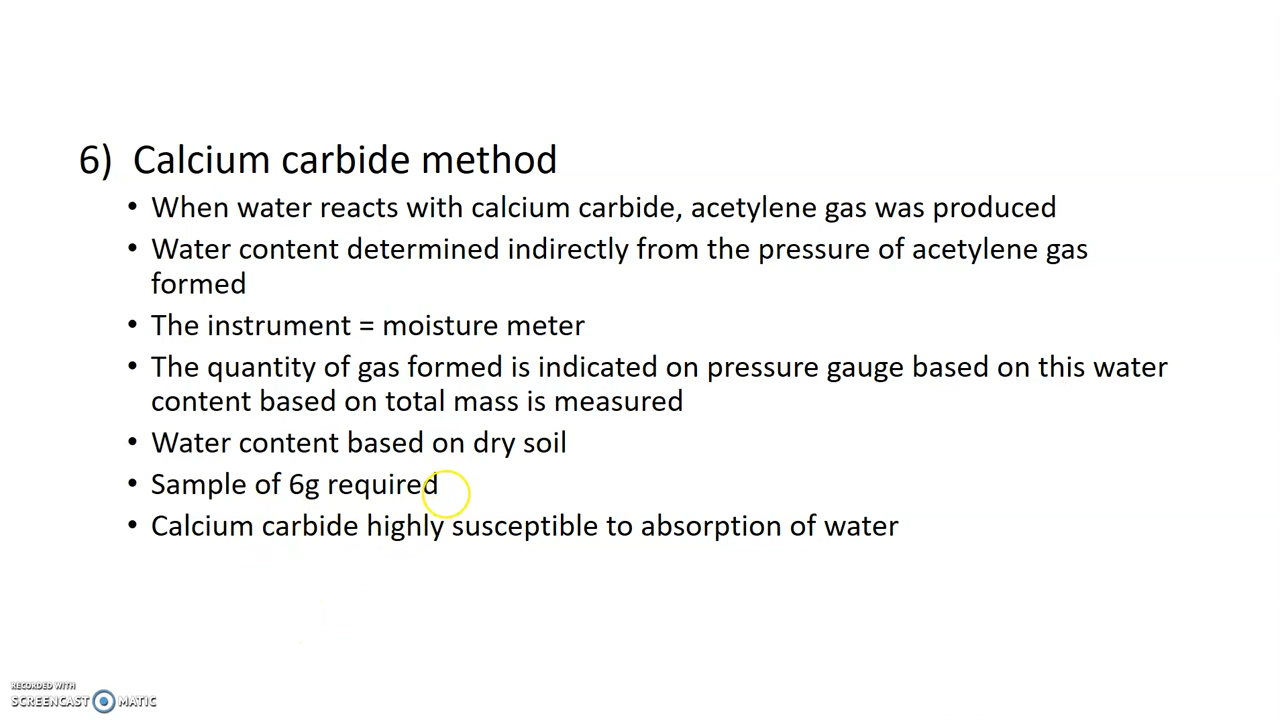 6) Calcium carbide method
• When water reacts with calcium carbide, acetylene gas was produced
• Water content determined indirectly from the pressure of acetylene gas
formed
• The instrument = moisture meter
• The quantity of gas formed is indicated on pressure gauge based on this water
content based on total mass is measured
• Water content based on dry soil
• Sample of 6g required
• Calcium carbide highly susceptible to absorption of water
RECORDED WITH
SCREENCAST MATIC